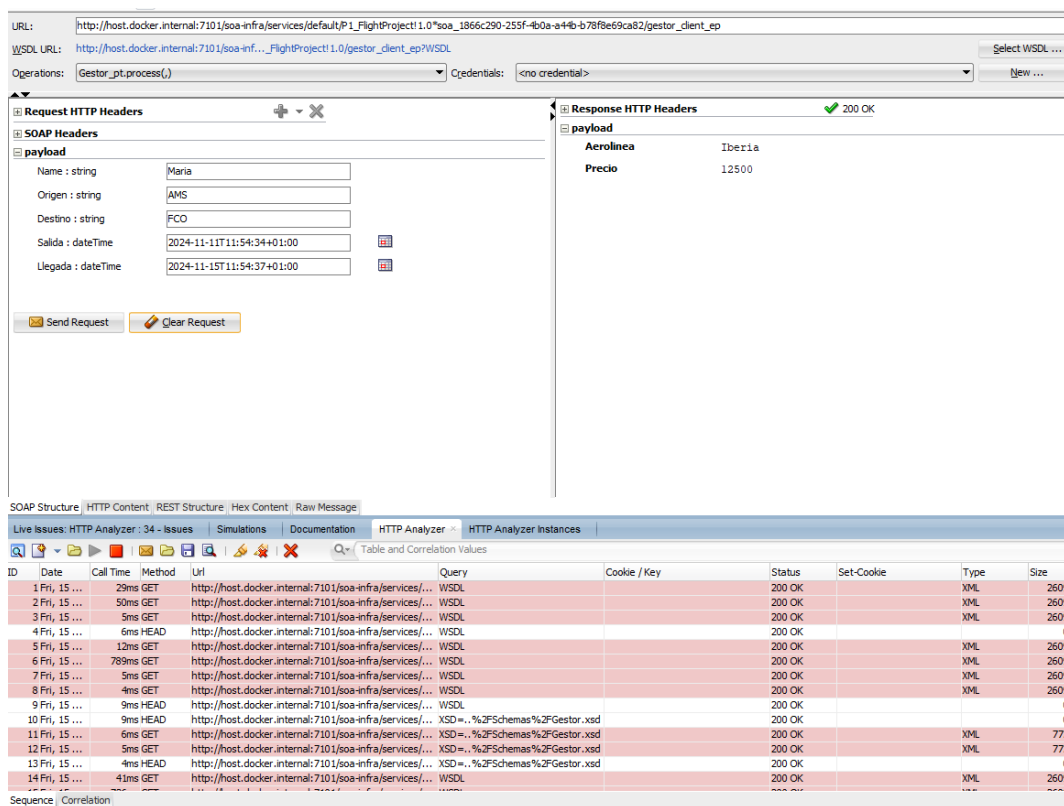 URL: http://host.docker.internal:7101/soa-infra/services/default/P1_FlightProject!1.0*soa_1866c290-255f-4b0a-a44b-b78f8e69ca82/gestor_client_ep
WSDL URL: http://host.docker.internal:7101/soa-inf..._FlightProject!1.0/gestor_client_ep?WSDL Select WSDL ...
Operations: Gestor_pt.process(,) Credentials: <no credential> New ...
Request HTTP Headers
SOAP Headers
payload
Name : string Maria
Origen : string AMS
Destino : string FCO
Salida : dateTime 2024-11-11T11:54:34+01:00
Llegada : dateTime 2024-11-15T11:54:37+01:00
Send Request Clear Request
Response HTTP Headers 200 OK
payload
Aerolinea Iberia
Precio 12500
SOAP Structure HTTP Content REST Structure Hex Content Raw Message
Live Issues: HTTP Analyzer : 34 - Issues Simulations Documentation HTTP Analyzer HTTP Analyzer Instances
Table and Correlation Values
ID Date Call Time Method Url Query Cookie / Key Status Set-Cookie Type Size
1 Fri, 15 ... 29ms GET http://host.docker.internal:7101/soa-infra/services/... WSDL 200 OK XML 260
2 Fri, 15 ... 50ms GET http://host.docker.internal:7101/soa-infra/services/... WSDL 200 OK XML 260
3 Fri, 15 ... 5ms GET http://host.docker.internal:7101/soa-infra/services/... WSDL 200 OK XML 260
4 Fri, 15 ... 6ms HEAD http://host.docker.internal:7101/soa-infra/services/... WSDL 200 OK
5 Fri, 15 ... 12ms GET http://host.docker.internal:7101/soa-infra/services/... WSDL 200 OK XML 260
6 Fri, 15 ... 789ms GET http://host.docker.internal:7101/soa-infra/services/... WSDL 200 OK XML 260
7 Fri, 15 ... 5ms GET http://host.docker.internal:7101/soa-infra/services/... WSDL 200 OK XML 260
8 Fri, 15 ... 4ms GET http://host.docker.internal:7101/soa-infra/services/... WSDL 200 OK XML 260
9 Fri, 15 ... 9ms HEAD http://host.docker.internal:7101/soa-infra/services/... WSDL 200 OK
10 Fri, 15 ... 9ms HEAD http://host.docker.internal:7101/soa-infra/services/... XSD=..%2FSchemas%2FGestor.xsd 200 OK
11 Fri, 15 ... 6ms GET http://host.docker.internal:7101/soa-infra/services/... XSD=..%2FSchemas%2FGestor.xsd 200 OK XML 77
12 Fri, 15 ... 5ms GET http://host.docker.internal:7101/soa-infra/services/... XSD=..%2FSchemas%2FGestor.xsd 200 OK XML 77
13 Fri, 15 ... 4ms HEAD http://host.docker.internal:7101/soa-infra/services/... XSD=..%2FSchemas%2FGestor.xsd 200 OK
14 Fri, 15 ... 41ms GET http://host.docker.internal:7101/soa-infra/services/... WSDL 200 OK XML 260
Sequence Correlation